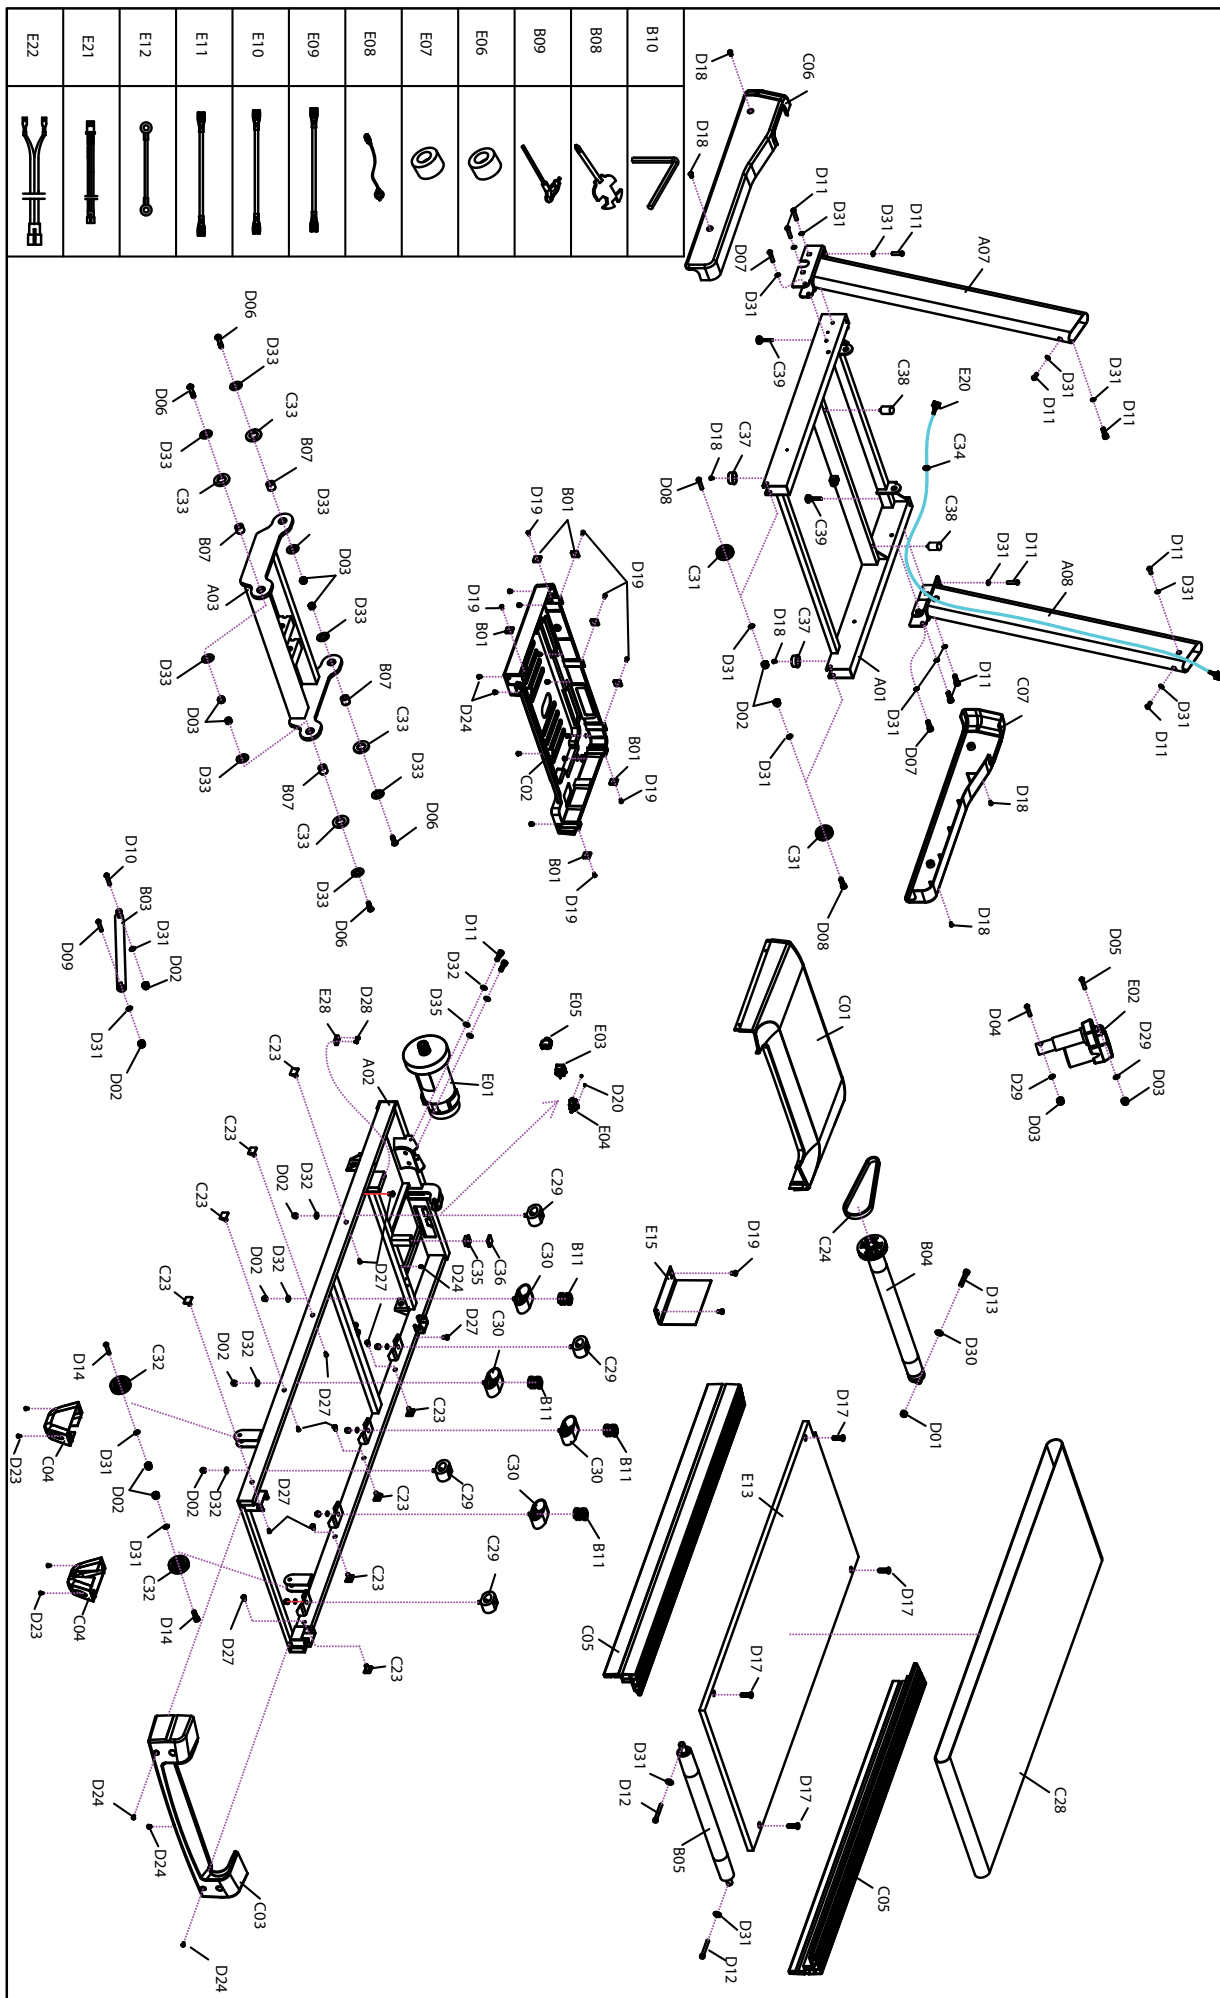 E22
E21
E12
E11
E10
E09
E08
E07
E06
B09
B08
B10
D18
C06
D18
D11
D31
D31
D11
A07
D07
D31
C39
D31
D11
D31
D11
C38
E20
C34
C37
D18
D08
C39
C38
C31
D31
D11
A08
D11
D31
D31
D11
D31
D18
C37
A01
D11
D31
D07
D02
D31
C07
D18
C31
D08
D18
D06
D33
D06
C33
D33
B07
C33
D33
B07
D03
A03
D33
D33
B07
D03
C33
D33
D33
B07
D06
C33
D33
D06
D19
B01
D19
D19
B01
D24
C02
B01
D19
B01
D19
D10
B03
D31
D09
D02
D31
D02
D05
E02
D04
D29
D29
D03
D03
C01
D11
D32
D35
E05
E03
D20
E04
E28
D28
C23
A02
E01
C24
B04
D13
D30
D01
E15
D19
C23
D32
D02
C29
C23
D27
D24
C35
C36
C30
B11
D32
D02
C23
D27
C29
D32
D02
C30
B11
D14
C32
D27
C23
C30
B11
D23
C04
D31
D02
D02
D32
D27
C29
C23
C30
B11
D31
C32
D23
C04
D14
D27
C23
C29
C23
D17
E13
D17
C05
D17
D31
D12
B05
D17
C28
C05
D31
D12
D24
D24
C03
D24